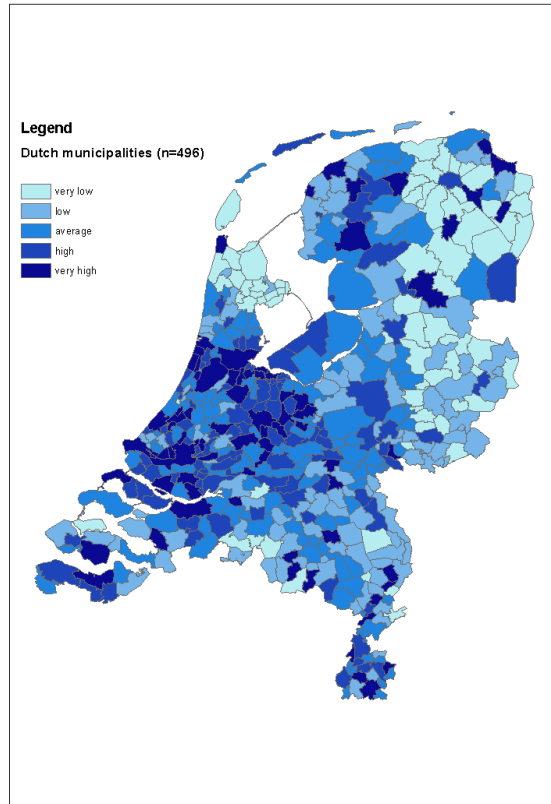 Legend
Dutch municipalities (n=496)
very low
low
average
high
very high